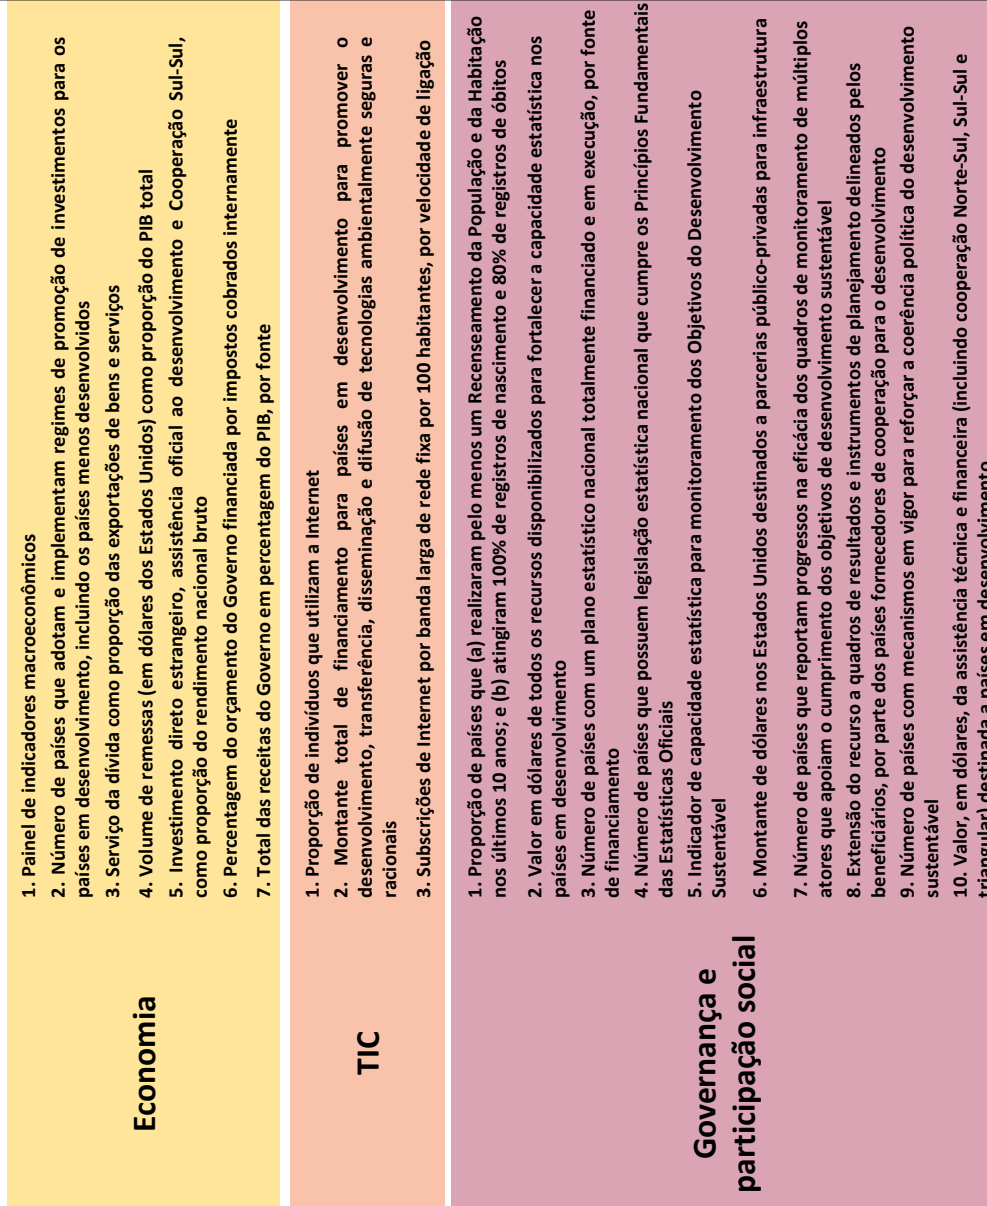 Economia
1. Painel de indicadores macroeconômicos
2. Número de países que adotam e implementam regimes de promoção de investimentos para os
países em desenvolvimento, incluindo os países menos desenvolvidos
3. Serviço da dívida como proporção das exportações de bens e serviços
4. Volume de remessas (em dólares dos Estados Unidos) como proporção do PIB total
5. Investimento direto estrangeiro, assistência oficial ao desenvolvimento e Cooperação Sul-Sul,
como proporção do rendimento nacional bruto
6. Percentagem do orçamento do Governo financiada por impostos cobrados internamente
7. Total das receitas do Governo em percentagem do PIB, por fonte
TIC
1. Proporção de indivíduos que utilizam a Internet
2. Montante total de financiamento para países em desenvolvimento para promover o
desenvolvimento, transferência, disseminação e difusão de tecnologias ambientalmente seguras e
racionais
3. Subscrições de Internet por banda larga de rede fixa por 100 habitantes, por velocidade de ligação
Governança e
participação social
1. Proporção de países que (a) realizaram pelo menos um Recenseamento da População e da Habitação
nos últimos 10 anos; e (b) atingiram 100% de registros de nascimento e 80% de registros de óbitos
2. Valor em dólares de todos os recursos disponibilizados para fortalecer a capacidade estatística nos
países em desenvolvimento
3. Número de países com um plano estatístico nacional totalmente financiado e em execução, por fonte
de financiamento
4. Número de países que possuem legislação estatística nacional que cumpre os Princípios Fundamentais
das Estatísticas Oficiais
5. Indicador de capacidade estatística para monitoramento dos Objetivos do Desenvolvimento
Sustentável
6. Montante de dólares nos Estados Unidos destinados a parcerias público-privadas para infraestrutura
7. Número de países que reportam progressos na eficácia dos quadros de monitoramento de múltiplos
atores que apoiam o cumprimento dos objetivos de desenvolvimento sustentável
8. Extensão do recurso a quadros de resultados e instrumentos de planejamento delineados pelos
beneficiários, por parte dos países fornecedores de cooperação para o desenvolvimento
9. Número de países com mecanismos em vigor para reforçar a coerência política do desenvolvimento
sustentável
10. Valor, em dólares, da assistência técnica e financeira (incluindo cooperação Norte-Sul, Sul-Sul e
triangular) destinada a países em desenvolvimento